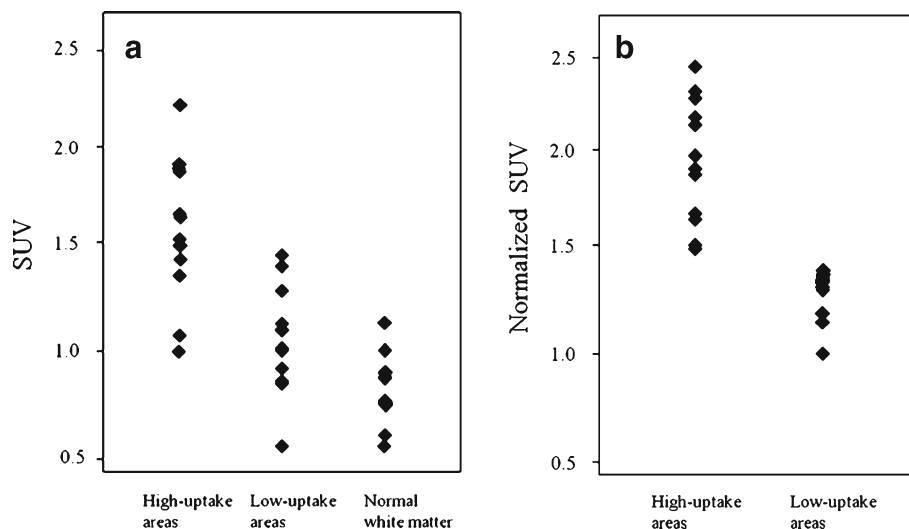 a
2.5
2.0
1.5
1.0
0.5
SUV
High-uptake
areas
Low-uptake
areas
Normal
white matter
b
2.5
2.0
1.5
1.0
0.5
Normalized SUV
High-uptake
areas
Low-uptake
areas